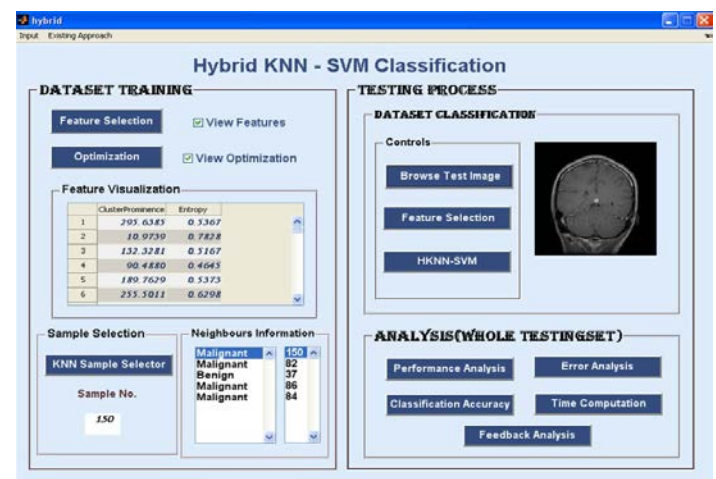 hybrid
Input Existing Approach
Hybrid KNN - SVM Classification
DATASET TRAINING
Feature Selection
View Features
Optimization
View Optimization
Feature Visualization
ClusterProminence Entropy
1 295.6385 0.5367
2 10.9739 0.7828
3 132.3281 0.5167
4 90.4880 0.4645
5 189.7629 0.5373
6 255.5011 0.6298
Sample Selection
KNN Sample Selector
Sample No.
150
Neighbours Information
Malignant 150
Malignant 82
Benign 37
Malignant 86
Malignant 84
TESTING PROCESS
DATASET CLASSIFICATION
Controls
Browse Test Image
Feature Selection
HKNN-SVM
ANALYSIS(WHOLE TESTINGSET)
Performance Analysis
Error Analysis
Classification Accuracy
Time Computation
Feedback Analysis